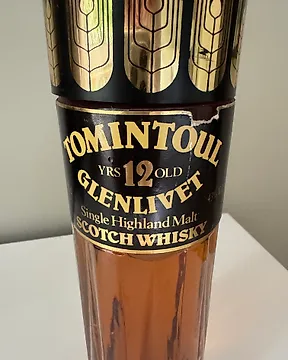 TOMINTOUL
YRS 12 OLD
GLENLIVET
Single Highland Malt
SCOTCH WHISKY